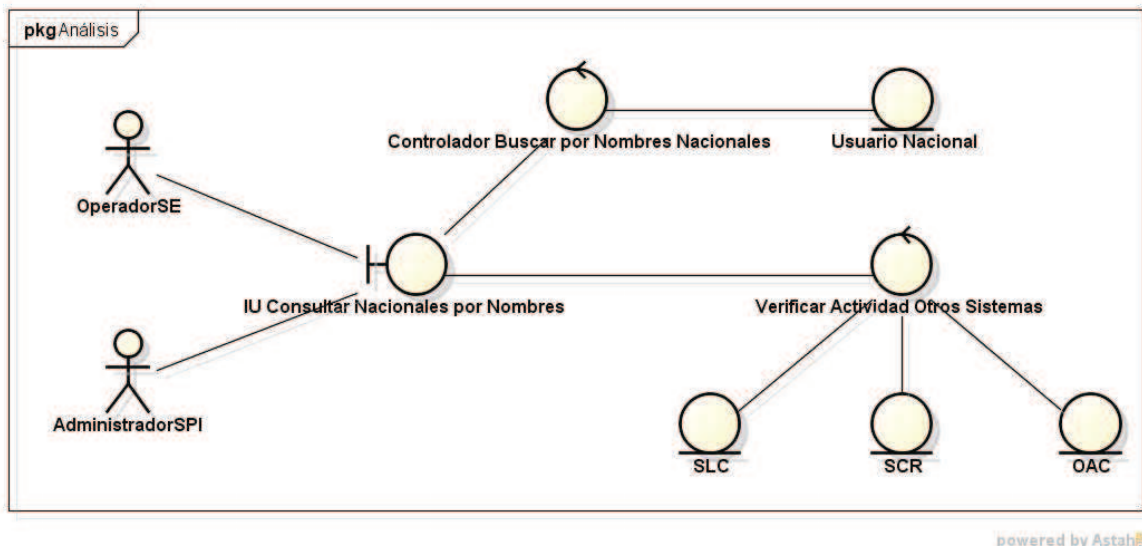 pkg Análisis
Controlador Buscar por Nombres Nacionales
Usuario Nacional
OperadorSE
IU Consultar Nacionales por Nombres
Verificar Actividad Otros Sistemas
AdministradorSPI
SLC
SCR
OAC
powered by Astah